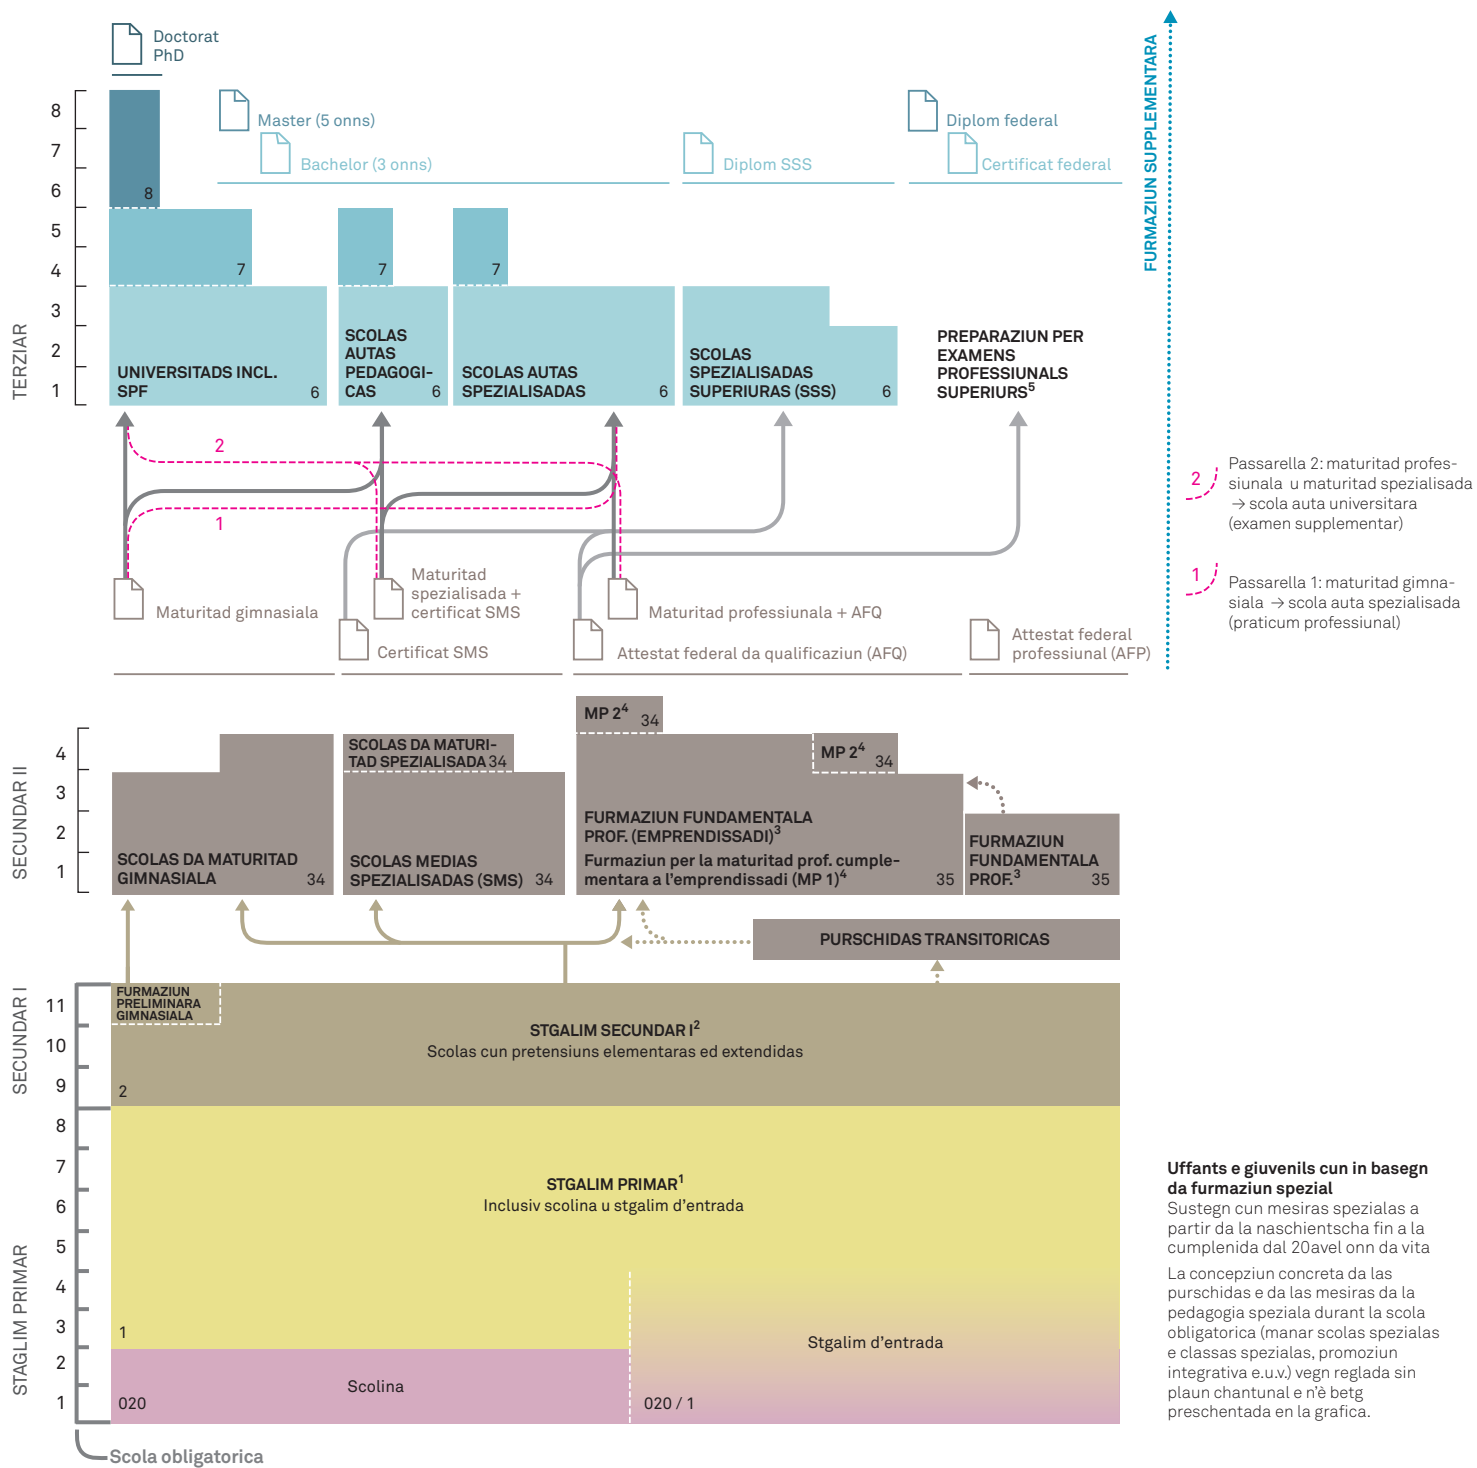 Doctorat
PhD
Master (5 onns)
Bachelor (3 onns)
Diplom SSS
Diplom federal
Certificat federal
FURMAZIUN SUPPLEMENTARA
TERZIAR
8
7
6
5
4
3
2
1
8
7
7
7
UNIVERSITADS INCL.
SPF 6
SCOLAS
AUTAS
PEDAGOGI-
CAS 6
SCOLAS AUTAS
SPEZIALISADAS 6
SCOLAS
SPEZIALISADAS
SUPERIURAS (SSS) 6
PREPARAZIUN PER
EXAMENS
PROFESSIUNALS
SUPERIURS5
2
1
2 Passarella 2: maturitad profes-
siunala u maturitad spezialisada
→ scola auta universitara
(examen supplementar)
1 Passarella 1: maturitad gimna-
siala → scola auta spezialisada
(praticum professiunal)
Maturitad gimnasiala
Maturitad
spezialisada +
certificat SMS
Maturitad professiunala + AFQ
Certificat SMS
Attestat federal da qualificaziun (AFQ)
Attestat federal
professiunal (AFP)
SECUNDAR II
4
3
2
1
SCOLAS DA MATURITAD
GIMNASIALA 34
SCOLAS DA MATURI-
TAD SPEZIALISADA 34
SCOLAS MEDIAS
SPEZIALISADAS (SMS) 34
MP 24 34
MP 24 34
FURMAZIUN FUNDAMENTALA
PROF. (EMPRENDISSADI)3
Furmaziun per la maturitad prof. cumple-
mentara a l'emprendissadi (MP 1)4 35
FURMAZIUN
FUNDAMENTALA
PROF.3 35
PURSCHIDAS TRANSITORICAS
SECUNDAR I
11
10
9
FURMAZIUN
PRELIMINARA
GIMNASIALA
STGALIM SECUNDAR I2
Scolas cun pretensiuns elementaras ed extendidas
2
STAGLIM PRIMAR
8
7
6
5
4
3
2
1
STGALIM PRIMAR1
Inclusiv scolina u stgalim d'entrada
1
Scolina
020
Stgalim d'entrada
020 / 1
Scola obligatorica
Uffants e giuvenils cun in basegn
da furmaziun spezial
Sustegn cun mesiras spezialas a
partir da la naschientscha fin a la
cumplenida dal 20avel onn da vita
La concepziun concreta da las
purschidas e da las mesiras da la
pedagogia speziala durant la scola
obligatorica (manar scolas spezialas
e classas spezialas, promoziun
integrativa e.u.v.) vegn reglada sin
plaun chantunal e n'è betg
preschentada en la grafica.